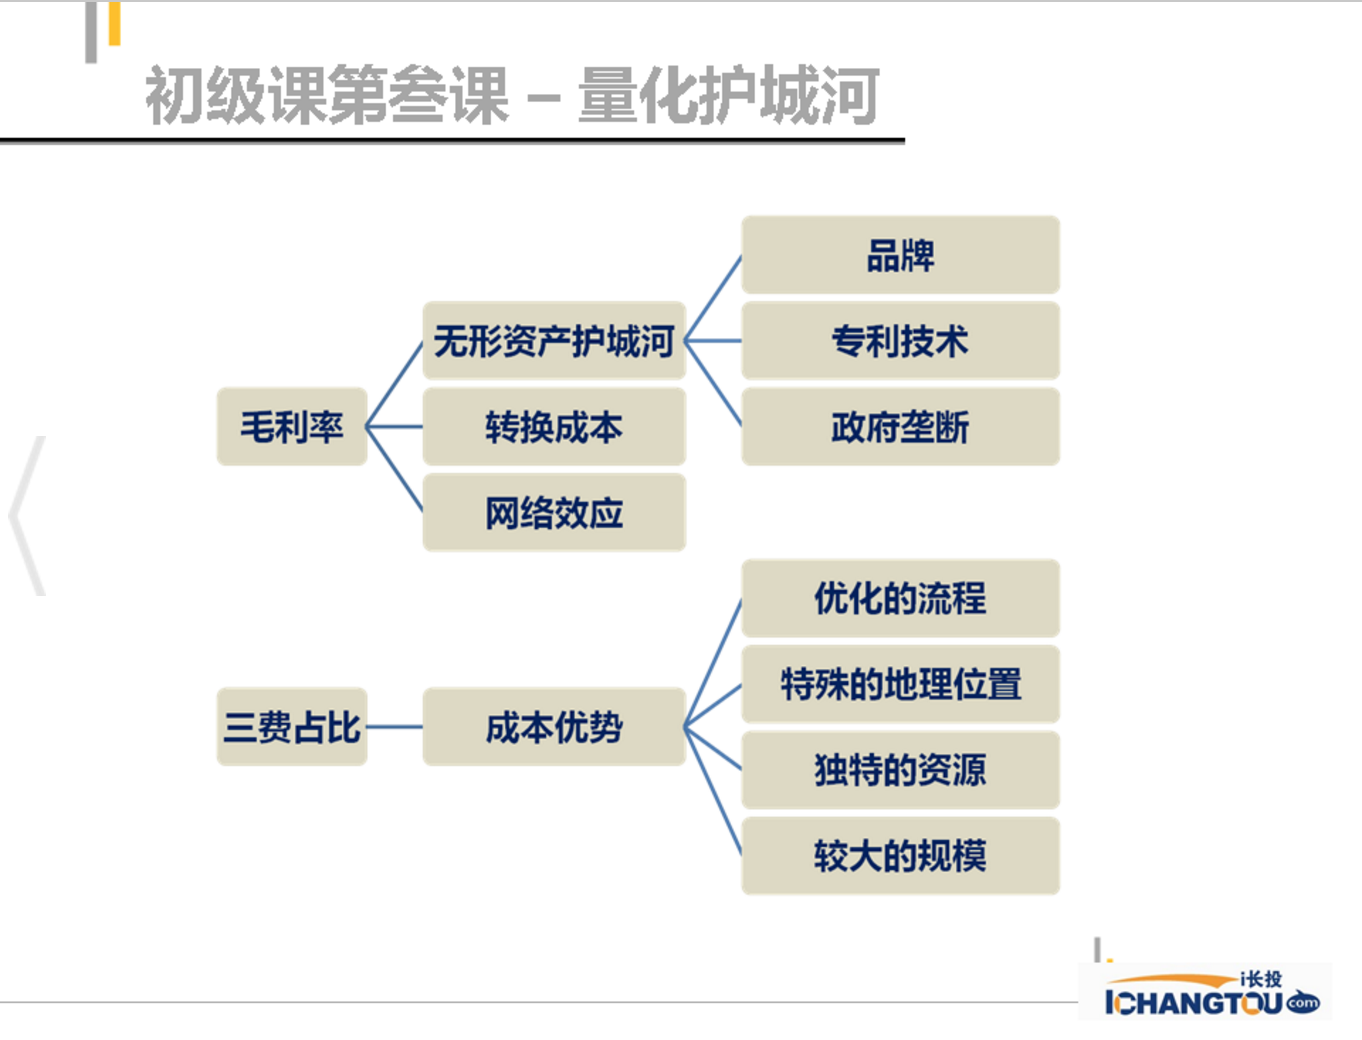 初级课第叁课 – 量化护城河
品牌
无形资产护城河
专利技术
毛利率
转换成本
政府垄断
网络效应
优化的流程
特殊的地理位置
三费占比
成本优势
独特的资源
较大的规模
i长投
ICHANGTOU com